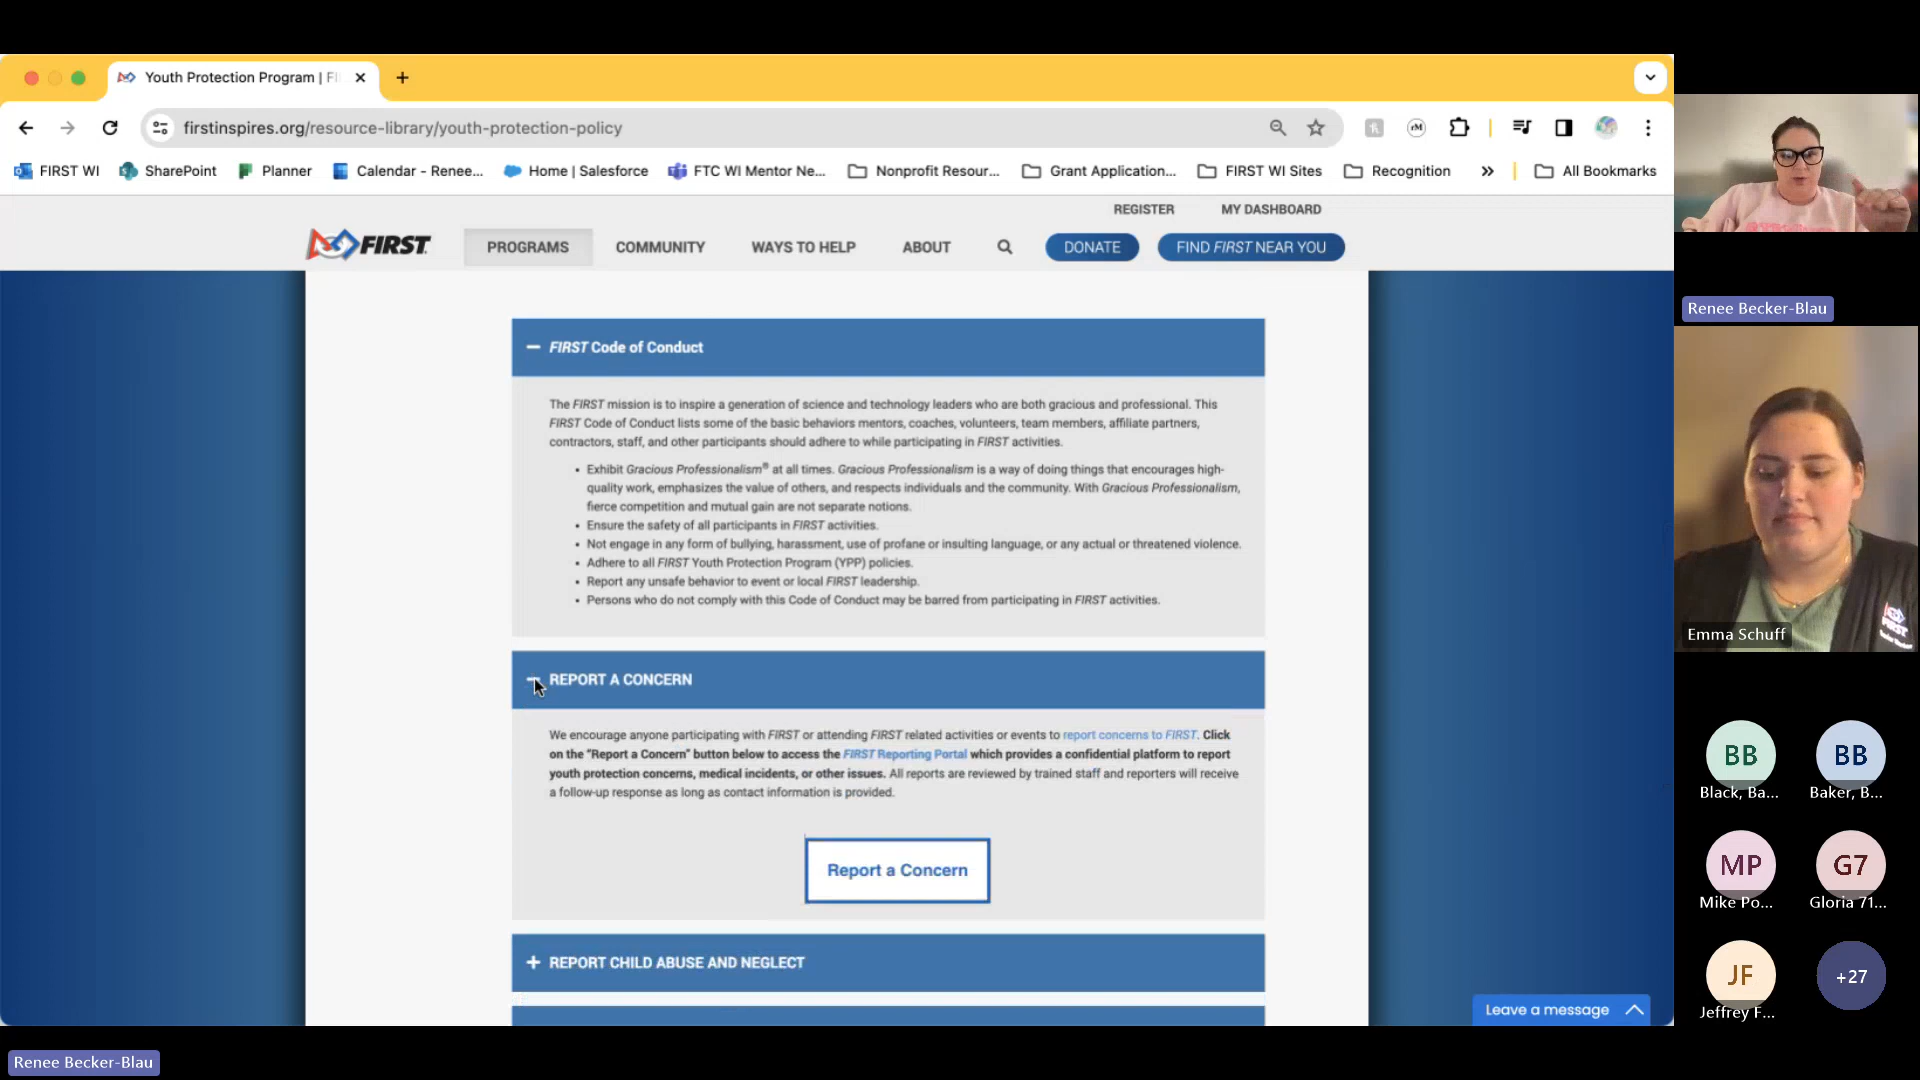 Youth Protection Program | FI
firstinspires.org/resource-library/youth-protection-policy
FIRST WI
SharePoint
Planner
Calendar - Renee...
Home | Salesforce
FTC WI Mentor Ne...
Nonprofit Resour...
Grant Application...
FIRST WI Sites
Recognition
All Bookmarks
REGISTER
MY DASHBOARD
FIRST
PROGRAMS
COMMUNITY
WAYS TO HELP
ABOUT
DONATE
FIND FIRST NEAR YOU
FIRST Code of Conduct
The FIRST mission is to inspire a generation of science and technology leaders who are both gracious and professional. This
FIRST Code of Conduct lists some of the basic behaviors mentors, coaches, volunteers, team members, affiliate partners,
contractors, staff, and other participants should adhere to while participating in FIRST activities.
• Exhibit Gracious Professionalism® at all times. Gracious Professionalism is a way of doing things that encourages high-
quality work, emphasizes the value of others, and respects individuals and the community. With Gracious Professionalism,
fierce competition and mutual gain are not separate notions.
• Ensure the safety of all participants in FIRST activities.
• Not engage in any form of bullying, harassment, use of profane or insulting language, or any actual or threatened violence.
• Adhere to all FIRST Youth Protection Program (YPP) policies.
• Report any unsafe behavior to event or local FIRST leadership.
• Persons who do not comply with this Code of Conduct may be barred from participating in FIRST activities.
REPORT A CONCERN
We encourage anyone participating with FIRST or attending FIRST related activities or events to report concerns to FIRST. Click
on the "Report a Concern" button below to access the FIRST Reporting Portal which provides a confidential platform to report
youth protection concerns, medical incidents, or other issues. All reports are reviewed by trained staff and reporters will receive
a follow-up response as long as contact information is provided.
Report a Concern
REPORT CHILD ABUSE AND NEGLECT
Leave a message
Renee Becker-Blau
Emma Schuff
FIRST
BB
Black, Ba...
BB
Baker, B...
MP
Mike Po...
G7
Gloria 71...
JF
Jeffrey F...
+27
Renee Becker-Blau